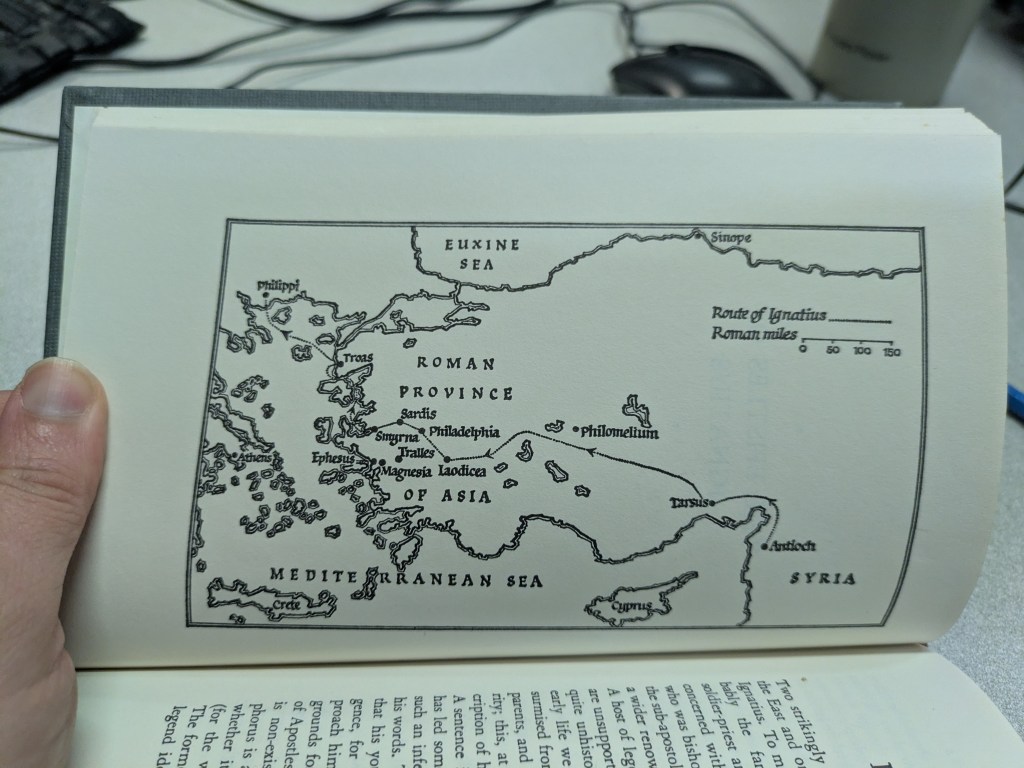 EUXINE
SEA
Sinope
Philippi
Route of Ignatius
Roman miles
0 50 100 150
Troas
ROMAN
PROVINCE
Sardis
Smyrna
Philadelphia
Philomelium
Athens
Ephesus
Tralles
Magnesia
Laodicea
OF ASIA
Tarsus
Antioch
SYRIA
MEDITERRANEAN SEA
Crete
Cyprus
Two strikingly
the East and
To m
Ignatius.
bably the
soldier-priest
concerned with
who was
the sub-apostol
a wider renow
A host of
are unsupport
quite unhisto
early life we
surmised from
parents, and
rity; this, at
cription of h
A sentence
has led som
such an infe
his words.
that his yo
gence, for
proach him
grounds fo
of Apostles
is non-exis
phorus is a
whether i
(for the w
The form
legend id